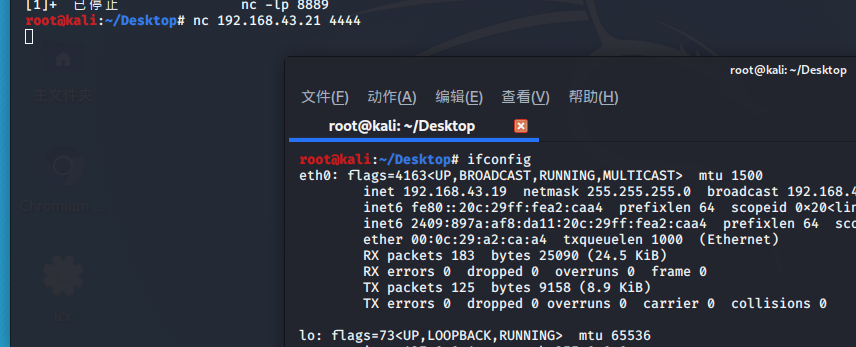 [1]+  已停止                  nc -lp 8889
root@kali:~/Desktop# nc 192.168.43.21 4444
主文件夹
Chromium
root@kali: ~/Desktop
文件(F) 动作(A) 编辑(E) 查看(V) 帮助(H)
root@kali: ~/Desktop
root@kali:~/Desktop# ifconfig
eth0: flags=4163<UP,BROADCAST,RUNNING,MULTICAST>  mtu 1500
        inet 192.168.43.19  netmask 255.255.255.0  broadcast 192.168.4
        inet6 fe80::20c:29ff:fea2:caa4  prefixlen 64  scopeid 0×20<lin
        inet6 2409:897a:af8:da11:20c:29ff:fea2:caa4  prefixlen 64  sco
        ether 00:0c:29:a2:ca:a4  txqueuelen 1000  (Ethernet)
        RX packets 183  bytes 25090 (24.5 KiB)
        RX errors 0  dropped 0  overruns 0  frame 0
        TX packets 125  bytes 9158 (8.9 KiB)
        TX errors 0  dropped 0 overruns 0  carrier 0  collisions 0
lo: flags=73<UP,LOOPBACK,RUNNING>  mtu 65536